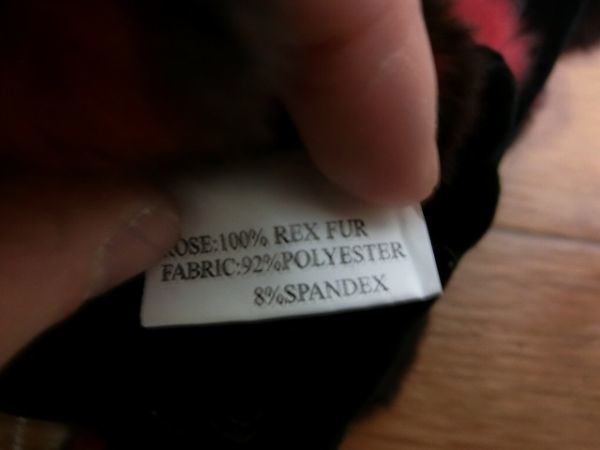 ROSE:100% REX FUR
FABRIC:92%POLYESTER
8%SPANDEX